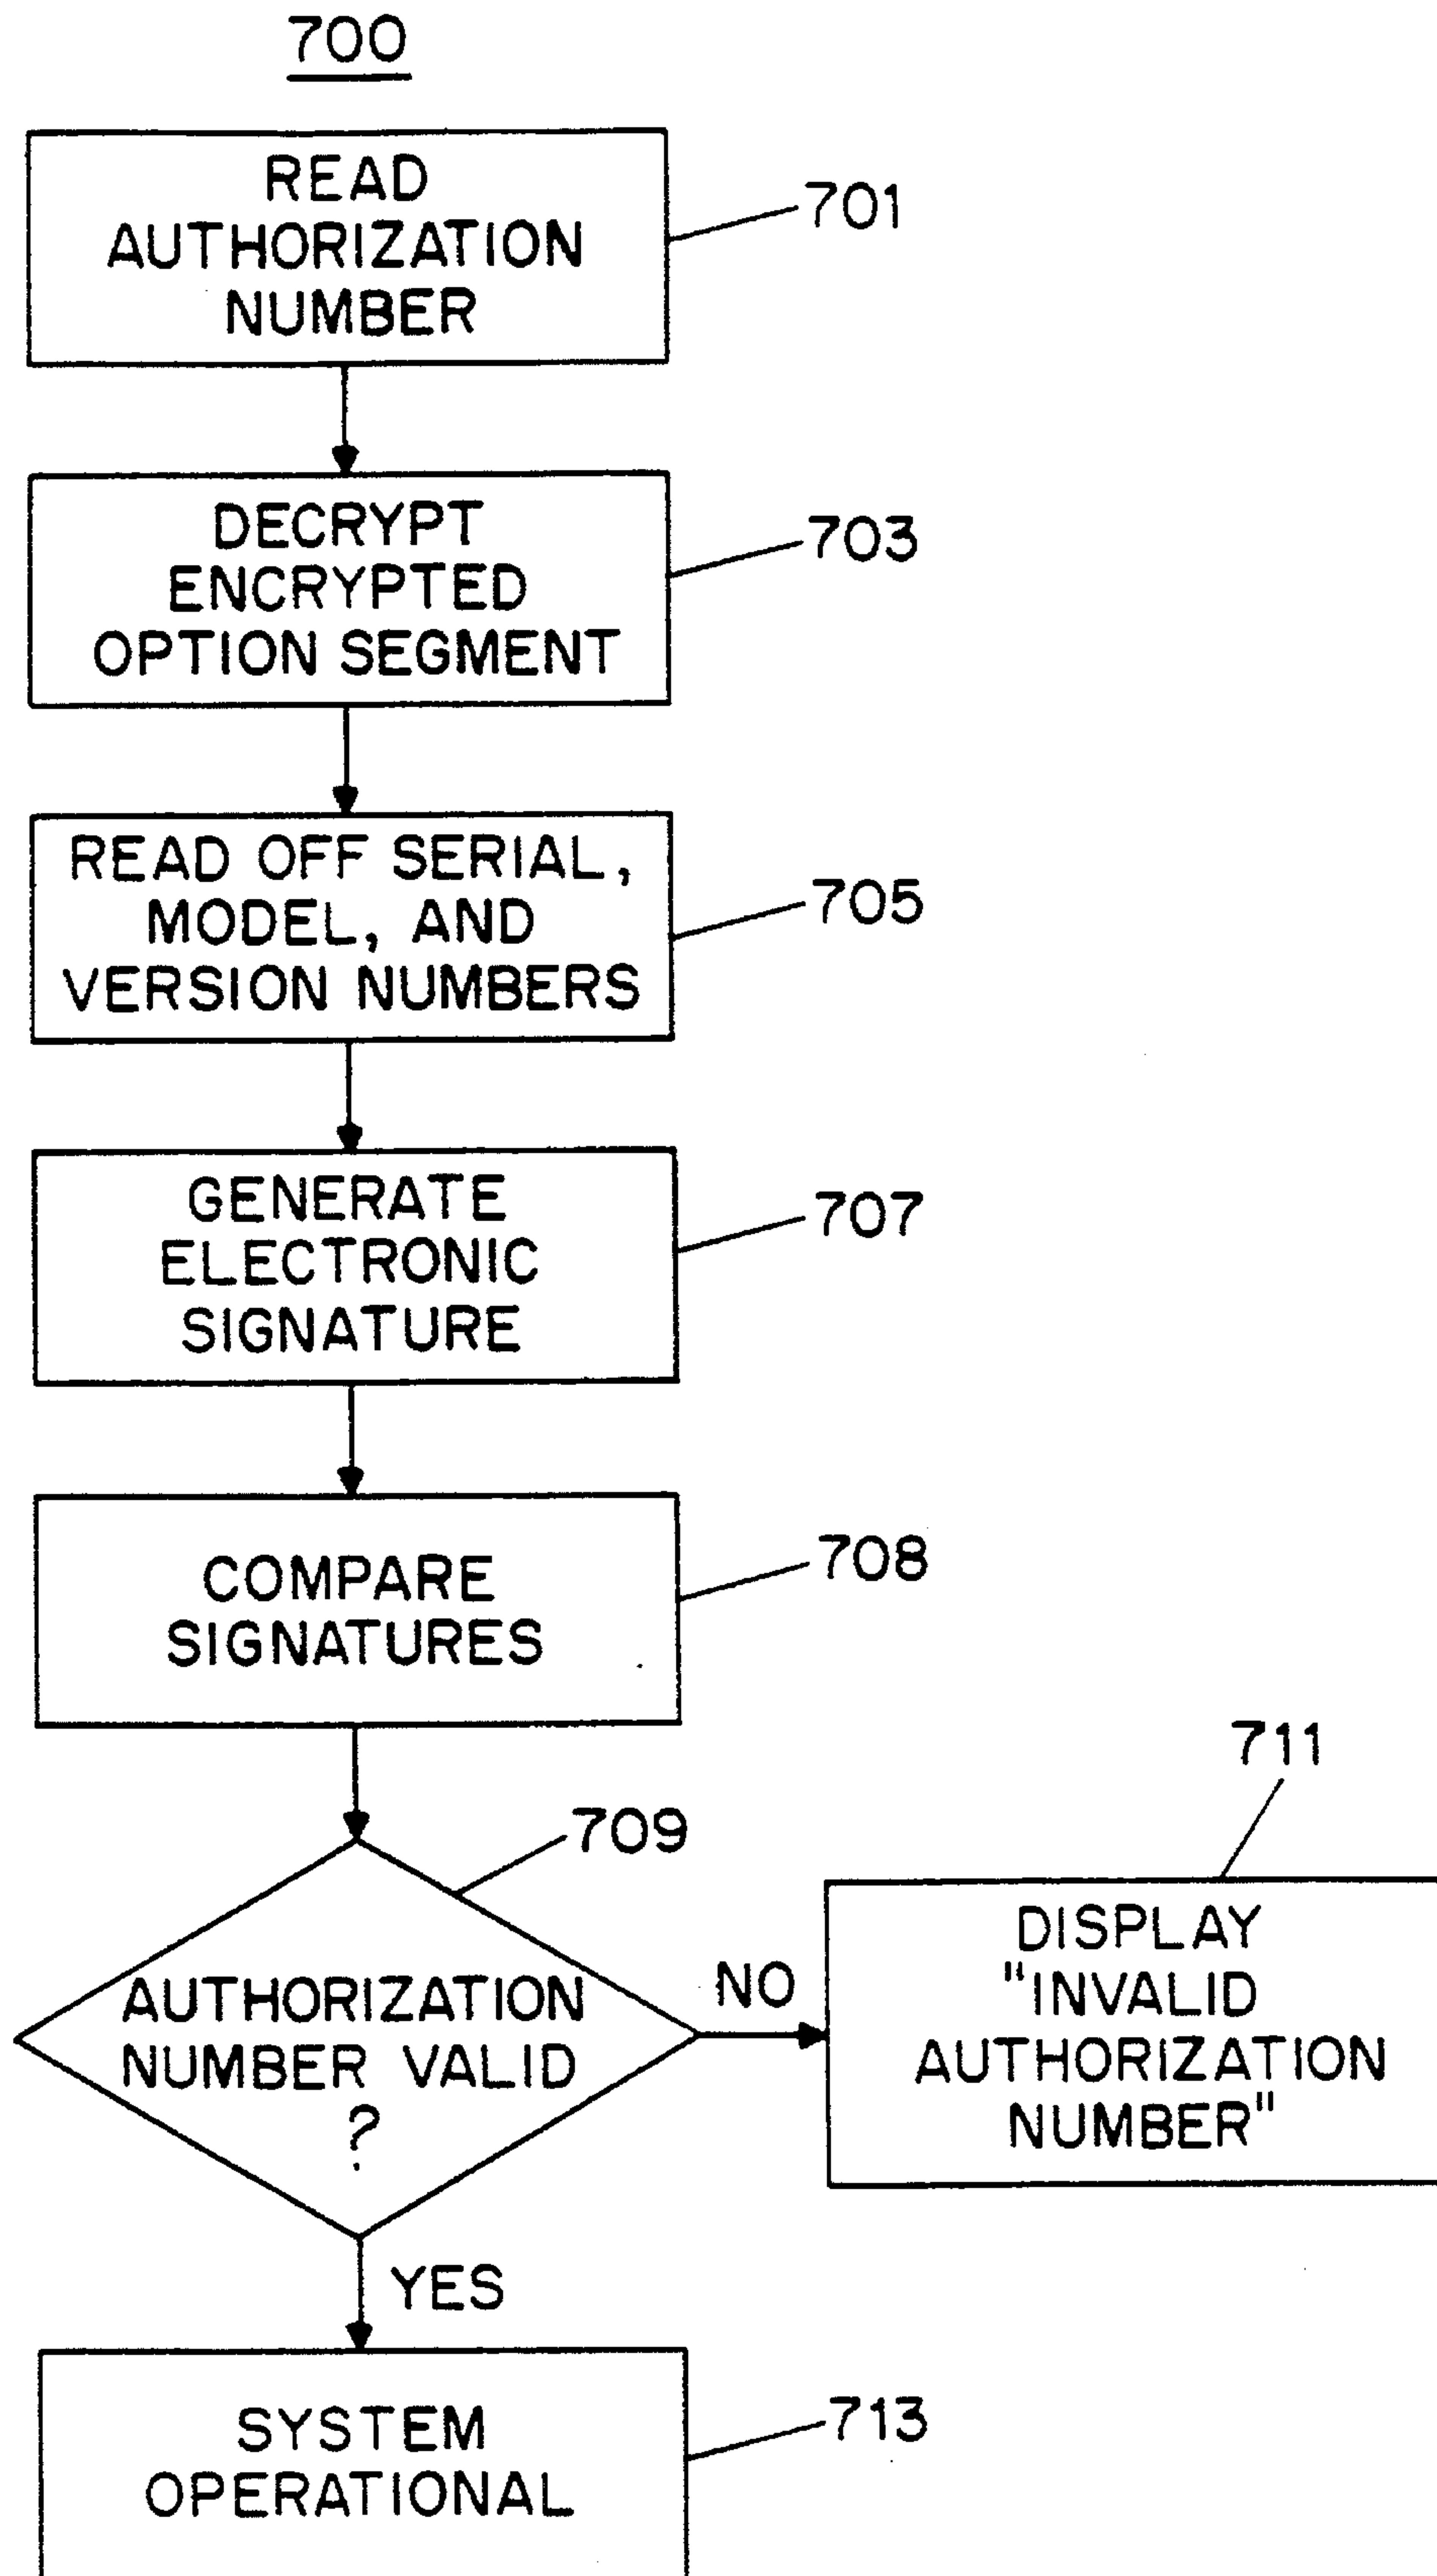 700
READ
AUTHORIZATION
NUMBER
701
DECRYPT
ENCRYPTED
OPTION SEGMENT
703
READ OFF SERIAL,
MODEL, AND
VERSION NUMBERS
705
GENERATE
ELECTRONIC
SIGNATURE
707
COMPARE
SIGNATURES
708
709
AUTHORIZATION
NUMBER VALID
?
NO
711
DISPLAY
"INVALID
AUTHORIZATION
NUMBER"
YES
SYSTEM
OPERATIONAL
713